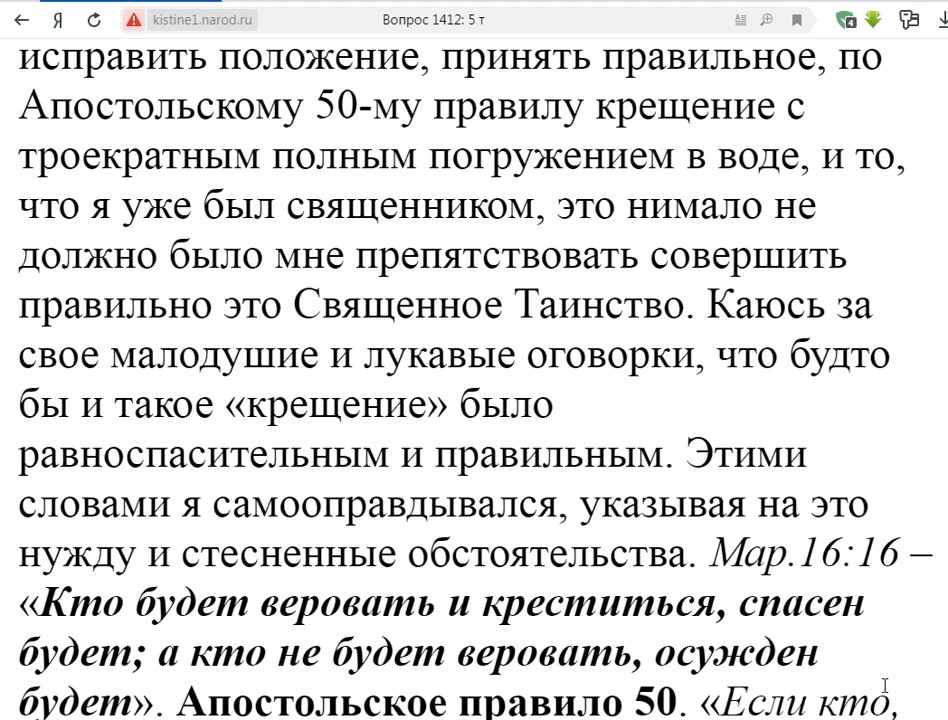 kistine1.narod.ru
Вопрос 1412: 5 т
4
исправить положение, принять правильное, по
Апостольскому 50-му правилу крещение с
троекратным полным погружением в воде, и то,
что я уже был священником, это нимало не
должно было мне препятствовать совершить
правильно это Священное Таинство. Каюсь за
свое малодушие и лукавые оговорки, что будто
бы и такое «крещение» было
равноспасительным и правильным. Этими
словами я самооправдывался, указывая на это
нужду и стесненные обстоятельства. Мар.16:16 –
«Кто будет веровать и креститься, спасен
будет; а кто не будет веровать, осужден
будет». Апостольское правило 50. «Если кто,